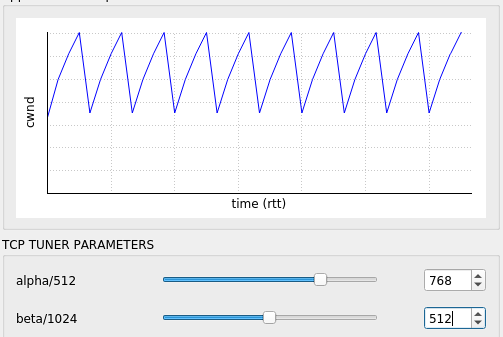 cwnd
time (rtt)
TCP TUNER PARAMETERS
alpha/512 768
beta/1024 512